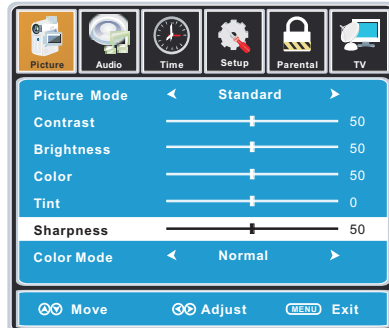 Picture Audio Time Setup Parental TV
Picture Mode Standard
Contrast 50
Brightness 50
Color 50
Tint 0
Sharpness 50
Color Mode Normal
Move Adjust MENU Exit